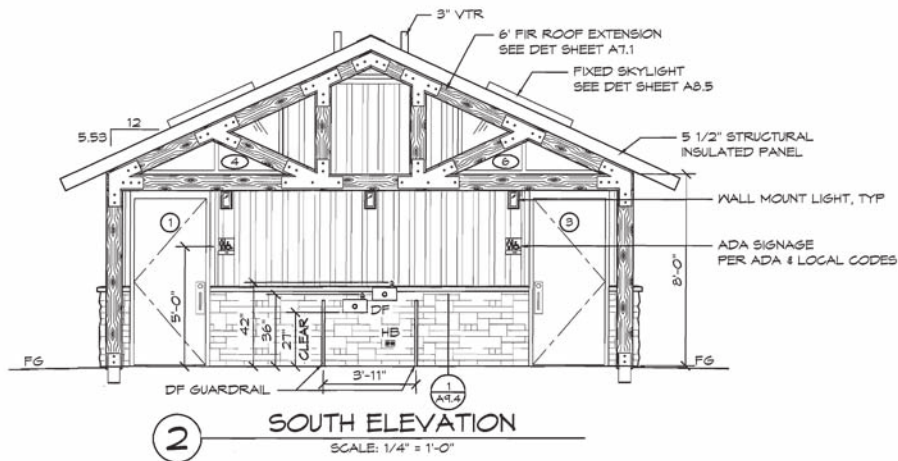 3" VTR
6' FIR ROOF EXTENSION
SEE DET SHEET A7.1
FIXED SKYLIGHT
SEE DET SHEET A8.5
12
5.53
5 1/2" STRUCTURAL
INSULATED PANEL
4
6
WALL MOUNT LIGHT, TYP
1
3
ADA SIGNAGE
PER ADA & LOCAL CODES
8'-0"
5'-0"
42"
36"
27"
CLEAR
DF
HB
FG
FG
DF GUARDRAIL
3'-11"
1
A9.4
2
SOUTH ELEVATION
SCALE: 1/4" = 1'-0"